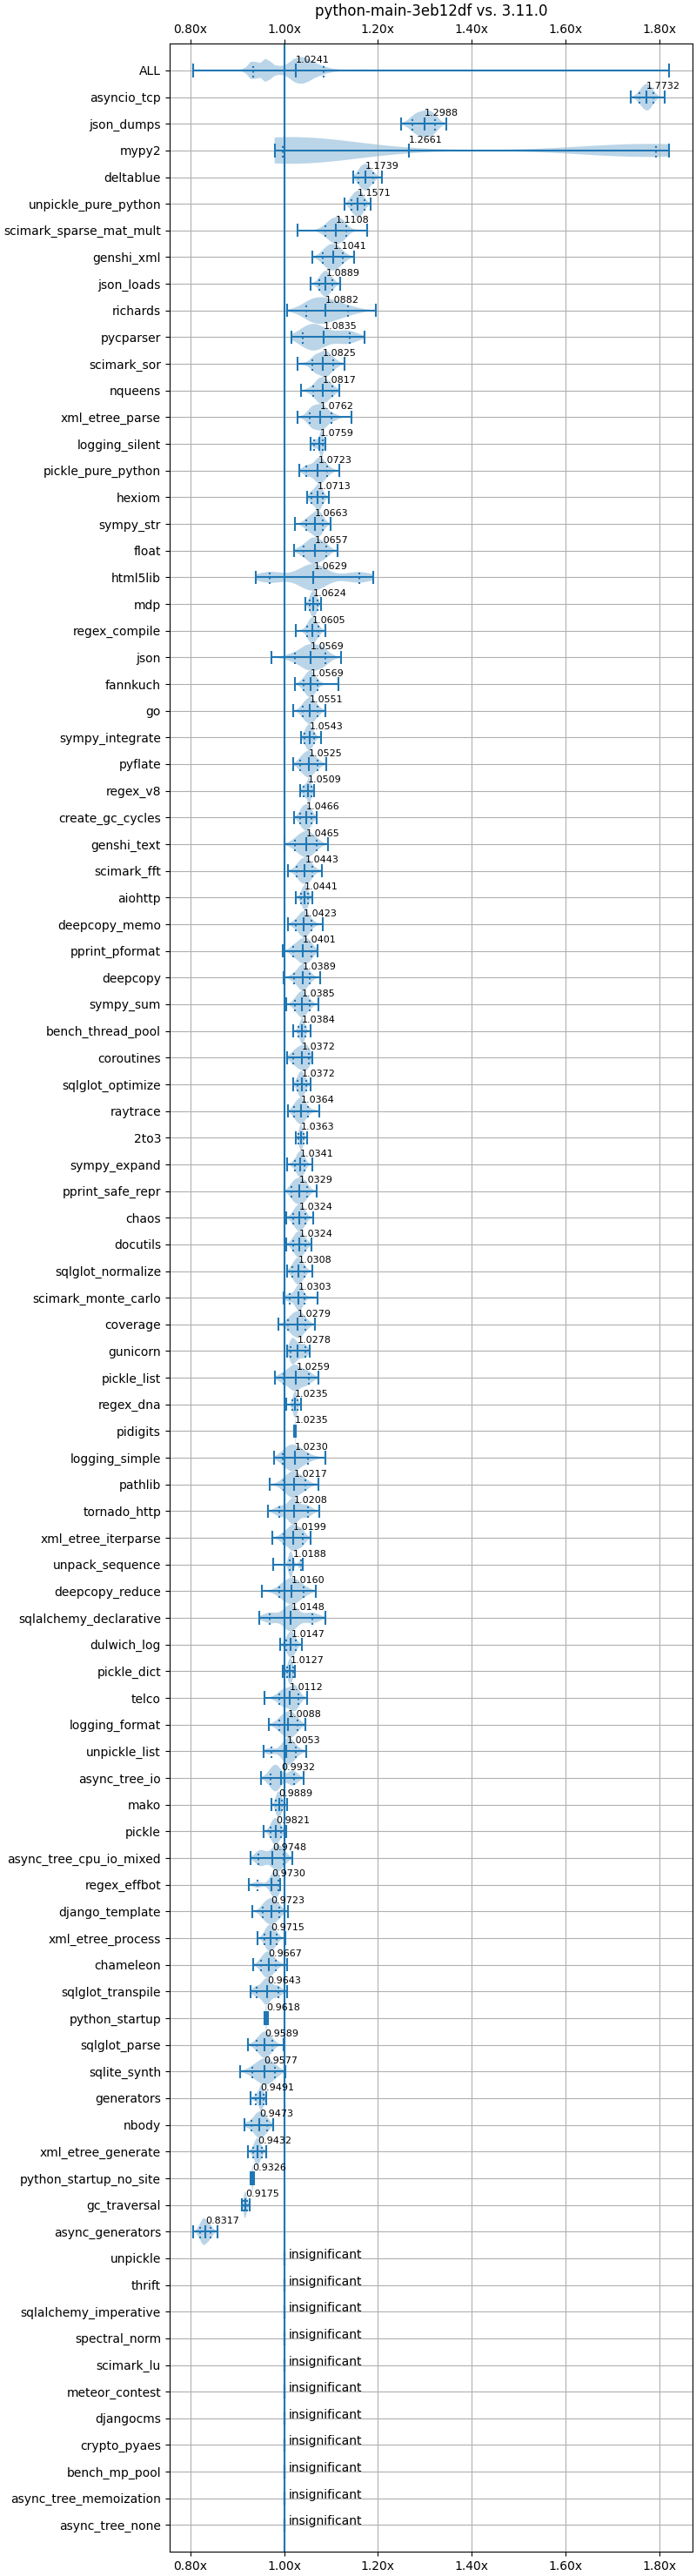 python-main-3eb12df vs. 3.11.0
0.80x 1.00x 1.20x 1.40x 1.60x 1.80x
ALL 1.0241
asyncio_tcp 1.7732
json_dumps 1.2988
mypy2 1.2661
deltablue 1.1739
unpickle_pure_python 1.1571
scimark_sparse_mat_mult 1.1108
genshi_xml 1.1041
json_loads 1.0889
richards 1.0882
pycparser 1.0835
scimark_sor 1.0825
nqueens 1.0817
xml_etree_parse 1.0762
logging_silent 1.0759
pickle_pure_python 1.0723
hexiom 1.0713
sympy_str 1.0663
float 1.0657
html5lib 1.0629
mdp 1.0624
regex_compile 1.0605
json 1.0569
fannkuch 1.0569
go 1.0551
sympy_integrate 1.0543
pyflate 1.0525
regex_v8 1.0509
create_gc_cycles 1.0466
genshi_text 1.0465
scimark_fft 1.0443
aiohttp 1.0441
deepcopy_memo 1.0423
pprint_pformat 1.0401
deepcopy 1.0389
sympy_sum 1.0385
bench_thread_pool 1.0384
coroutines 1.0372
sqlglot_optimize 1.0372
raytrace 1.0364
2to3 1.0363
sympy_expand 1.0341
pprint_safe_repr 1.0329
chaos 1.0324
docutils 1.0324
sqlglot_normalize 1.0308
scimark_monte_carlo 1.0303
coverage 1.0279
gunicorn 1.0278
pickle_list 1.0259
regex_dna 1.0235
pidigits 1.0235
logging_simple 1.0230
pathlib 1.0217
tornado_http 1.0208
xml_etree_iterparse 1.0199
unpack_sequence 1.0188
deepcopy_reduce 1.0160
sqlalchemy_declarative 1.0148
dulwich_log 1.0147
pickle_dict 1.0127
telco 1.0112
logging_format 1.0088
unpickle_list 1.0053
async_tree_io 0.9932
mako 0.9889
pickle 0.9821
async_tree_cpu_io_mixed 0.9748
regex_effbot 0.9730
django_template 0.9723
xml_etree_process 0.9715
chameleon 0.9667
sqlglot_transpile 0.9643
python_startup 0.9618
sqlglot_parse 0.9589
sqlite_synth 0.9577
generators 0.9491
nbody 0.9473
xml_etree_generate 0.9432
python_startup_no_site 0.9326
gc_traversal 0.9175
async_generators 0.8317
unpickle insignificant
thrift insignificant
sqlalchemy_imperative insignificant
spectral_norm insignificant
scimark_lu insignificant
meteor_contest insignificant
djangocms insignificant
crypto_pyaes insignificant
bench_mp_pool insignificant
async_tree_memoization insignificant
async_tree_none insignificant
0.80x 1.00x 1.20x 1.40x 1.60x 1.80x